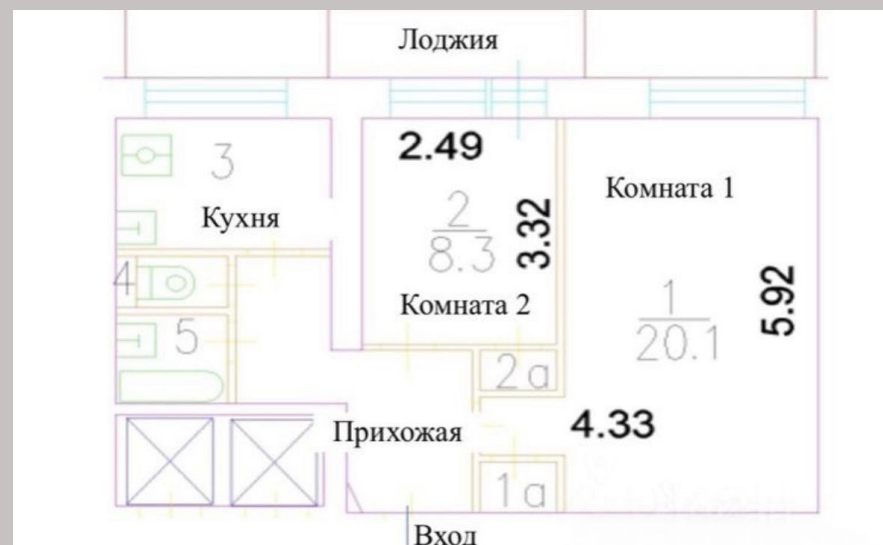 Лоджия
2.49
3
Комната 1
2
8.3
3.32
Кухня
4
Комната 2
1
20.1
5.92
5
2а
4.33
Прихожая
1а
Вход